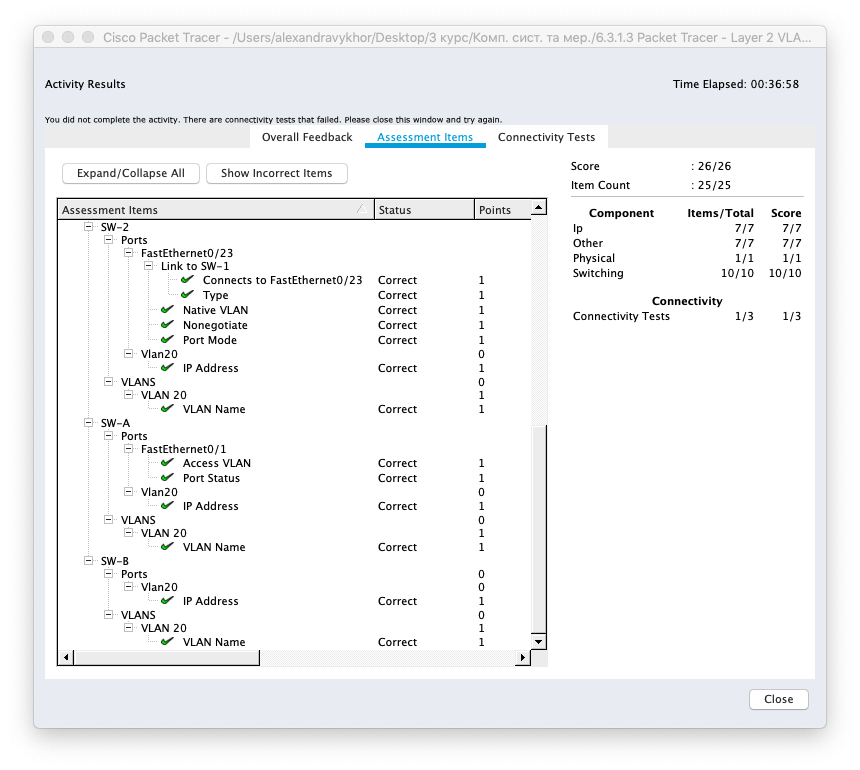 Cisco Packet Tracer - /Users/alexandravykhor/Desktop/3 курс/Комп. сист. та мер./6.3.1.3 Packet Tracer - Layer 2 VLA...
Activity Results
Time Elapsed: 00:36:58
You did not complete the activity. There are connectivity tests that failed. Please close this window and try again.
Overall Feedback Assessment Items Connectivity Tests
Expand/Collapse All Show Incorrect Items
Assessment Items Status Points
SW-2
Ports
FastEthernet0/23
Link to SW-1
Connects to FastEthernet0/23 Correct 1
Type Correct 1
Native VLAN Correct 1
Nonegotiate Correct 1
Port Mode Correct 1
Vlan20 0
IP Address Correct 1
VLANS 0
VLAN 20 1
VLAN Name Correct 1
SW-A
Ports
FastEthernet0/1
Access VLAN Correct 1
Port Status Correct 1
Vlan20 0
IP Address Correct 1
VLANS 0
VLAN 20 1
VLAN Name Correct 1
SW-B
Ports 0
Vlan20 0
IP Address Correct 1
VLANS 0
VLAN 20 1
VLAN Name Correct 1
Score : 26/26
Item Count : 25/25
Component Items/Total Score
Ip 7/7 7/7
Other 7/7 7/7
Physical 1/1 1/1
Switching 10/10 10/10
Connectivity
Connectivity Tests 1/3 1/3
Close